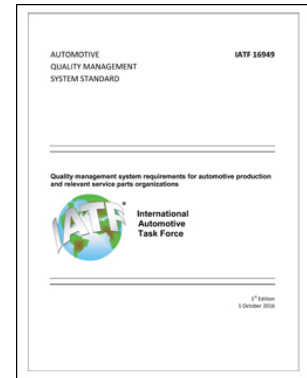 AUTOMOTIVE
QUALITY MANAGEMENT
SYSTEM STANDARD
IATF 16949
Quality management system requirements for automotive production
and relevant service parts organizations
IATF
International
Automotive
Task Force
1st Edition
1 October 2016